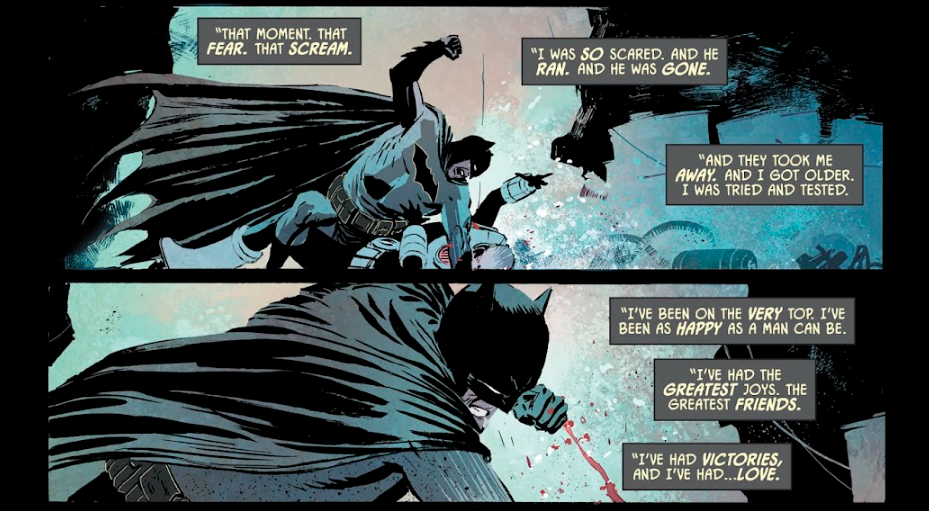 "THAT MOMENT. THAT
FEAR. THAT SCREAM.
"I WAS SO SCARED. AND HE
RAN. AND HE WAS GONE.
"AND THEY TOOK ME
AWAY. AND I GOT OLDER.
I WAS TRIED AND TESTED.
"I'VE BEEN ON THE VERY TOP. I'VE
BEEN AS HAPPY AS A MAN CAN BE.
"I'VE HAD THE
GREATEST JOYS. THE
GREATEST FRIENDS.
"I'VE HAD VICTORIES,
AND I'VE HAD...LOVE.